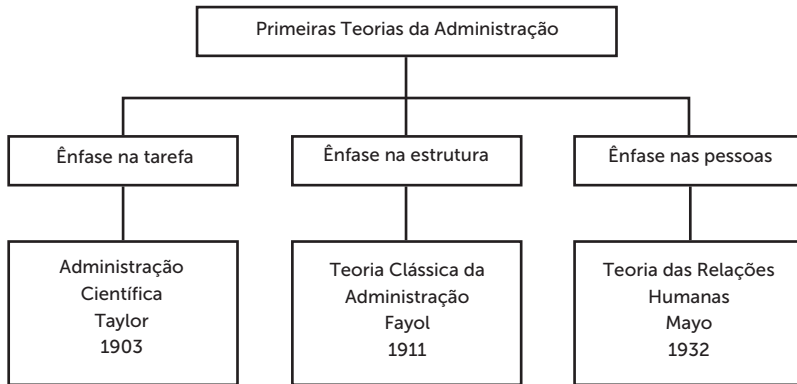 Primeiras Teorias da Administração
Ênfase na tarefa
Ênfase na estrutura
Ênfase nas pessoas
Administração
Científica
Taylor
1903
Teoria Clássica da
Administração
Fayol
1911
Teoria das Relações
Humanas
Mayo
1932